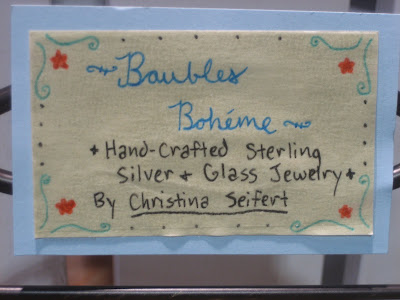 Baubles
Bohéme
Hand-Crafted Sterling
Silver + Glass Jewelry
By Christina Seifert